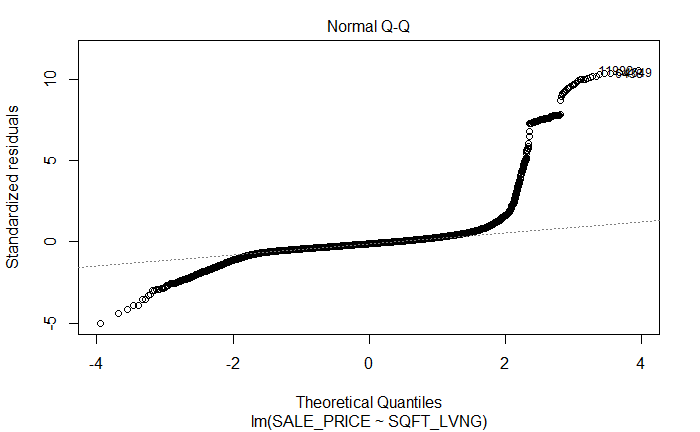 Normal Q-Q
Standardized residuals
10
5
0
-5
-4
-2
0
2
4
Theoretical Quantiles
lm(SALE_PRICE ~ SQFT_LVNG)